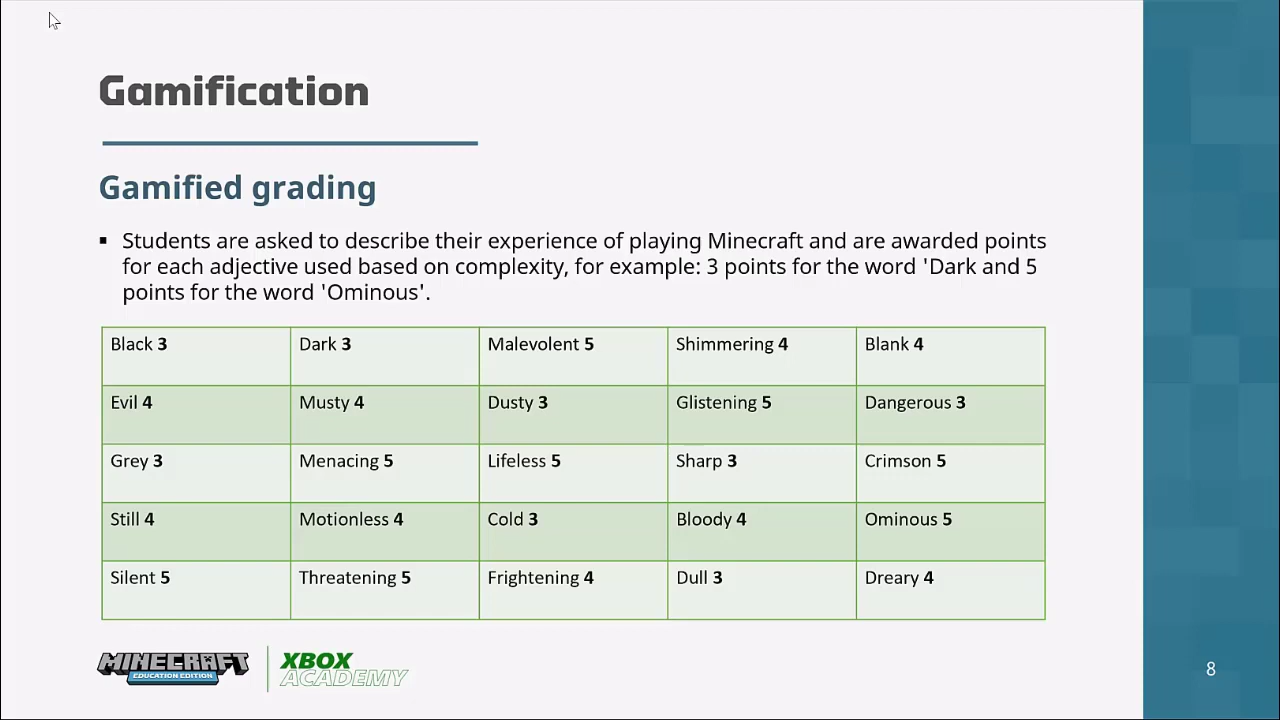 Gamification
Gamified grading
▪ Students are asked to describe their experience of playing Minecraft and are awarded points
for each adjective used based on complexity, for example: 3 points for the word 'Dark and 5
points for the word 'Ominous'.
Black 3 Dark 3 Malevolent 5 Shimmering 4 Blank 4
Evil 4 Musty 4 Dusty 3 Glistening 5 Dangerous 3
Grey 3 Menacing 5 Lifeless 5 Sharp 3 Crimson 5
Still 4 Motionless 4 Cold 3 Bloody 4 Ominous 5
Silent 5 Threatening 5 Frightening 4 Dull 3 Dreary 4
MINECRAFT
EDUCATION EDITION
XBOX
ACADEMY
8